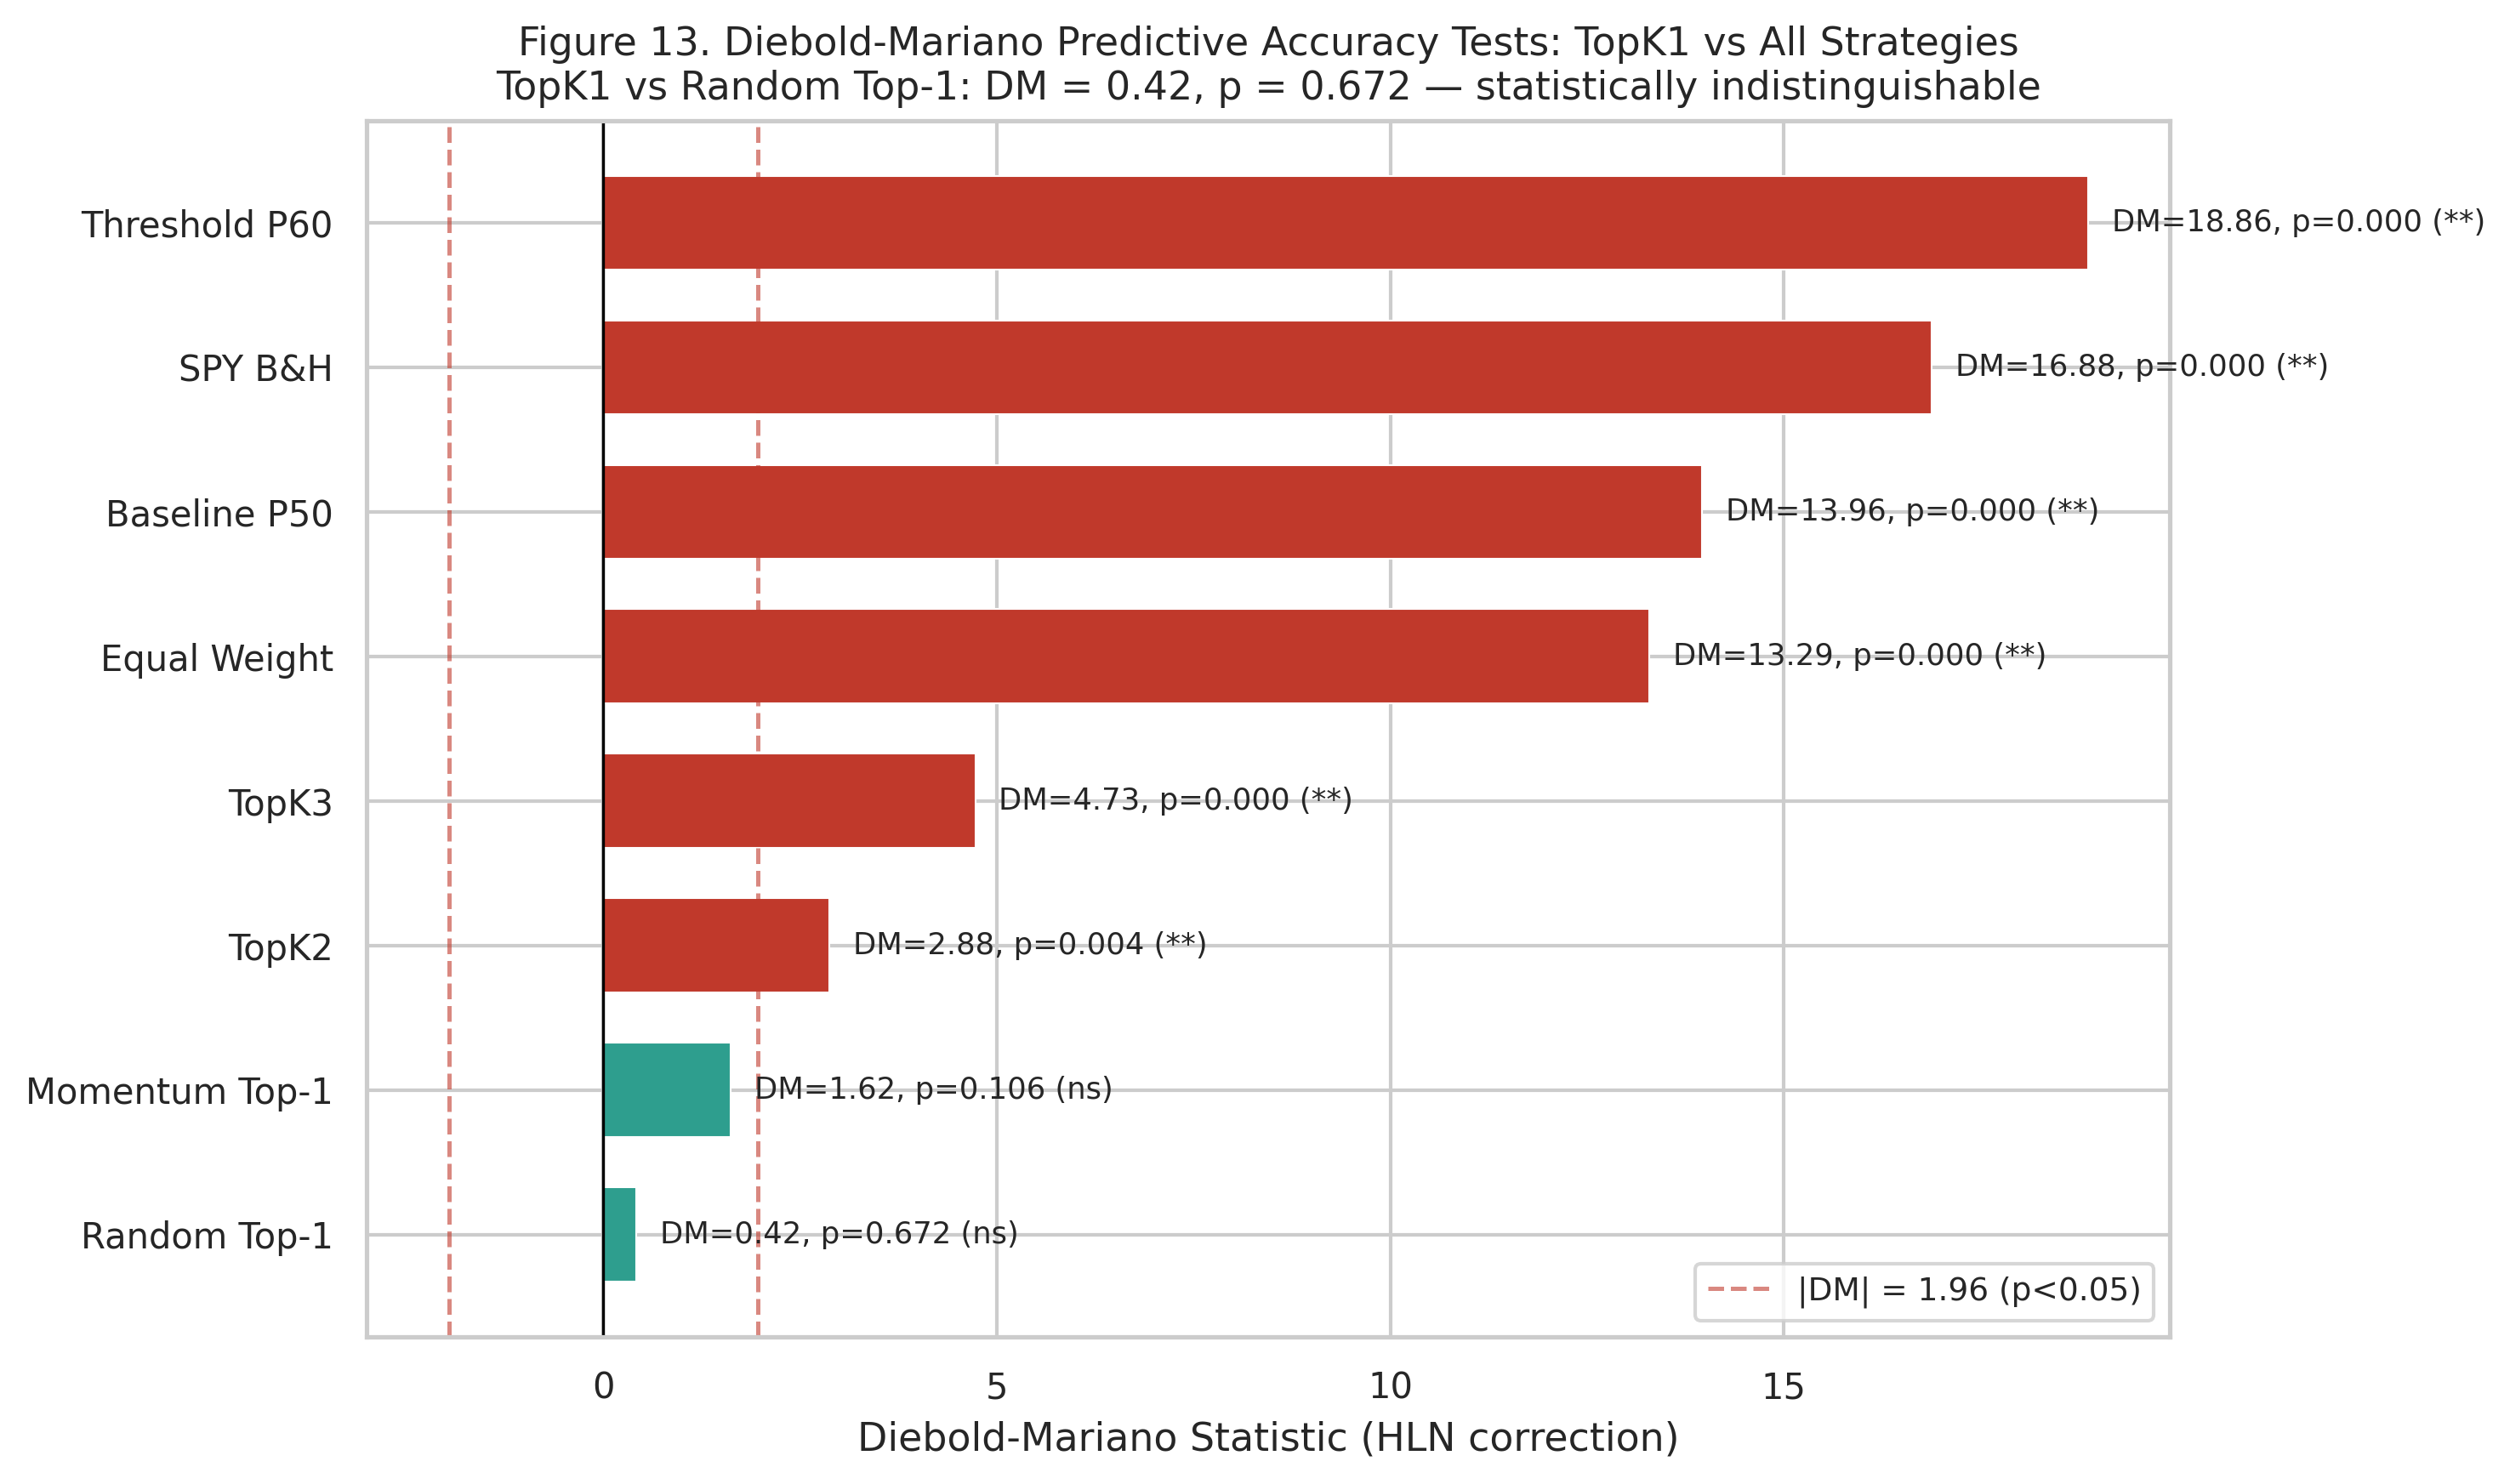 Figure 13. Diebold-Mariano Predictive Accuracy Tests: TopK1 vs All Strategies
TopK1 vs Random Top-1: DM = 0.42, p = 0.672 — statistically indistinguishable
Threshold P60
DM=18.86, p=0.000 (**)
SPY B&H
DM=16.88, p=0.000 (**)
Baseline P50
DM=13.96, p=0.000 (**)
Equal Weight
DM=13.29, p=0.000 (**)
TopK3
DM=4.73, p=0.000 (**)
TopK2
DM=2.88, p=0.004 (**)
Momentum Top-1
DM=1.62, p=0.106 (ns)
Random Top-1
DM=0.42, p=0.672 (ns)
|DM| = 1.96 (p<0.05)
0 5 10 15
Diebold-Mariano Statistic (HLN correction)